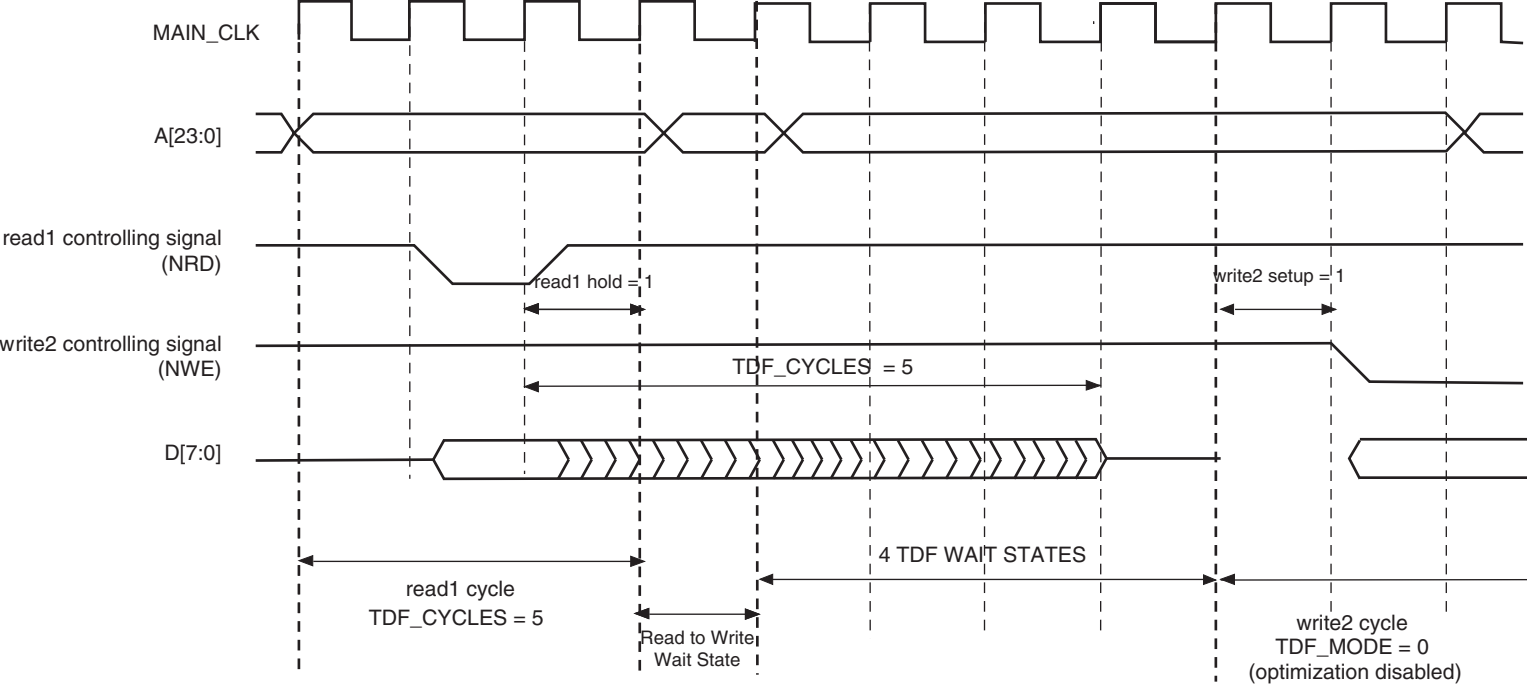 MAIN_CLK
A[23:0]
read1 controlling signal
(NRD)
read1 hold = 1
write2 setup = 1
write2 controlling signal
(NWE)
TDF_CYCLES = 5
D[7:0]
4 TDF WAIT STATES
read1 cycle
TDF_CYCLES = 5
Read to Write
Wait State
write2 cycle
TDF_MODE = 0
(optimization disabled)